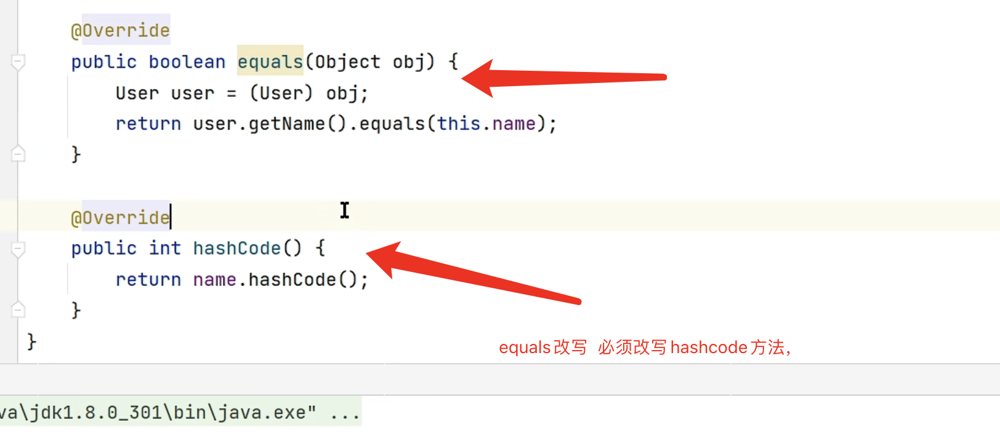 @Override
public boolean equals(Object obj) {
User user = (User) obj;
return user.getName().equals(this.name);
}
@Override
public int hashCode() {
return name.hashCode();
}
}
equals改写 必须改写hashcode方法，
va\jdk1.8.0_301\bin\java.exe" ...